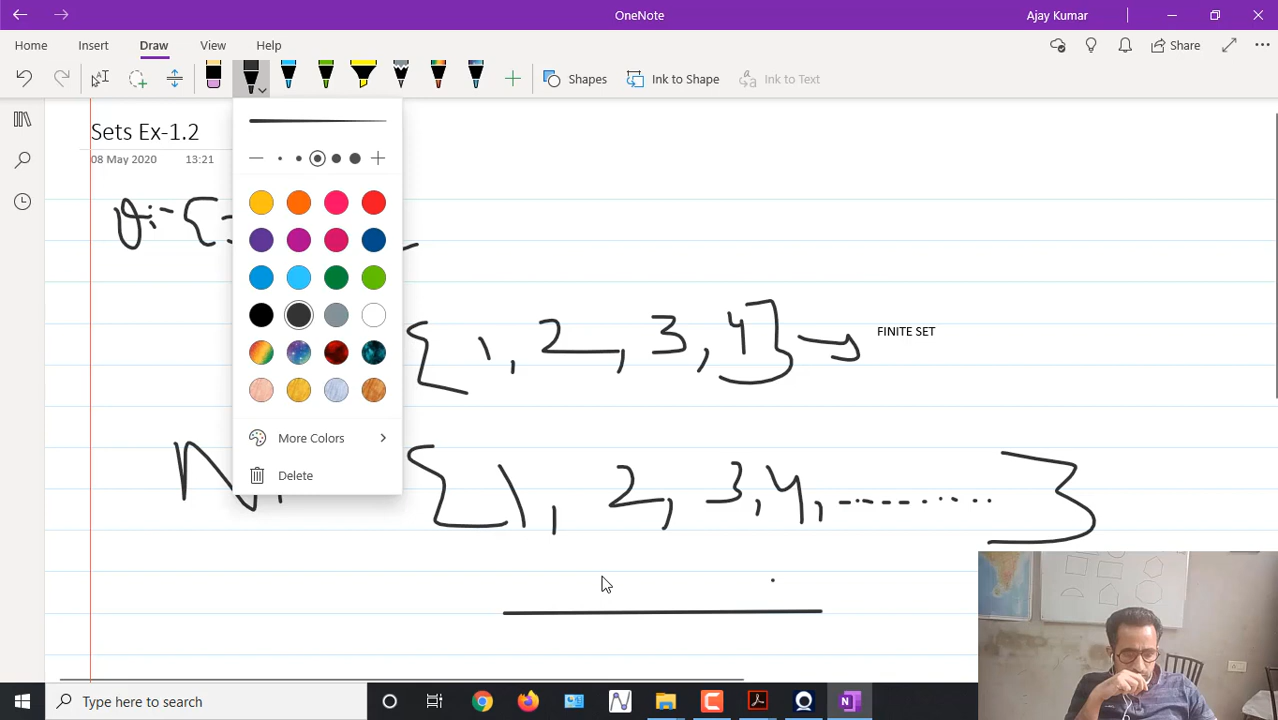 OneNote
Ajay Kumar
Home Insert Draw View Help
Share
Shapes Ink to Shape Ink to Text
Sets Ex-1.2
08 May 2020 13:21
{1, 2, 3, 4} → FINITE SET
N {1, 2, 3, 4, ..........}
More Colors
Delete
Type here to search